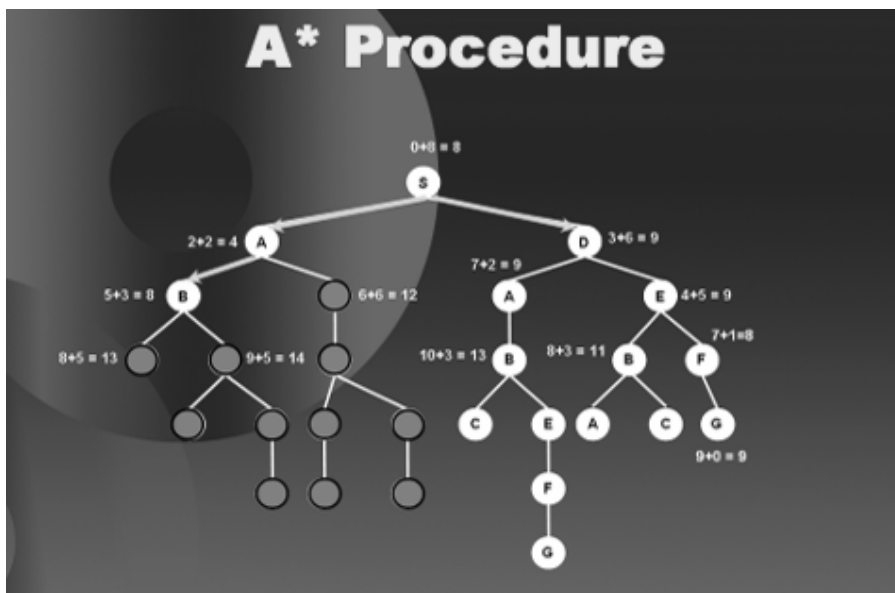 A* Procedure
0+8 = 8
S
2+2 = 4 A D 3+6 = 9
7+2 = 9
5+3 = 8 B 6+6 = 12 A E 4+5 = 9
7+1=8
8+5 = 13 9+5 = 14 10+3 = 13 B 8+3 = 11 B F
C E A C G
9+0 = 9
F
G